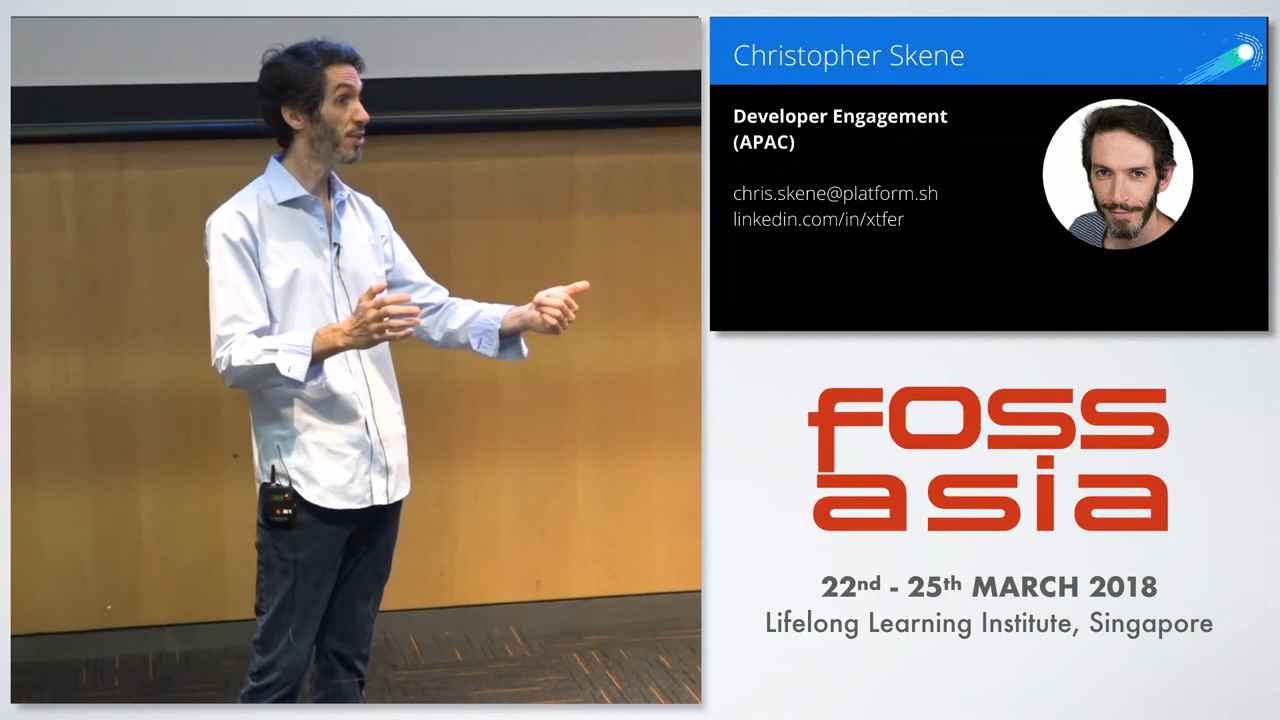 Christopher Skene
Developer Engagement
(APAC)
chris.skene@platform.sh
linkedin.com/in/xtfer
foss
asia
22nd - 25th MARCH 2018
Lifelong Learning Institute, Singapore